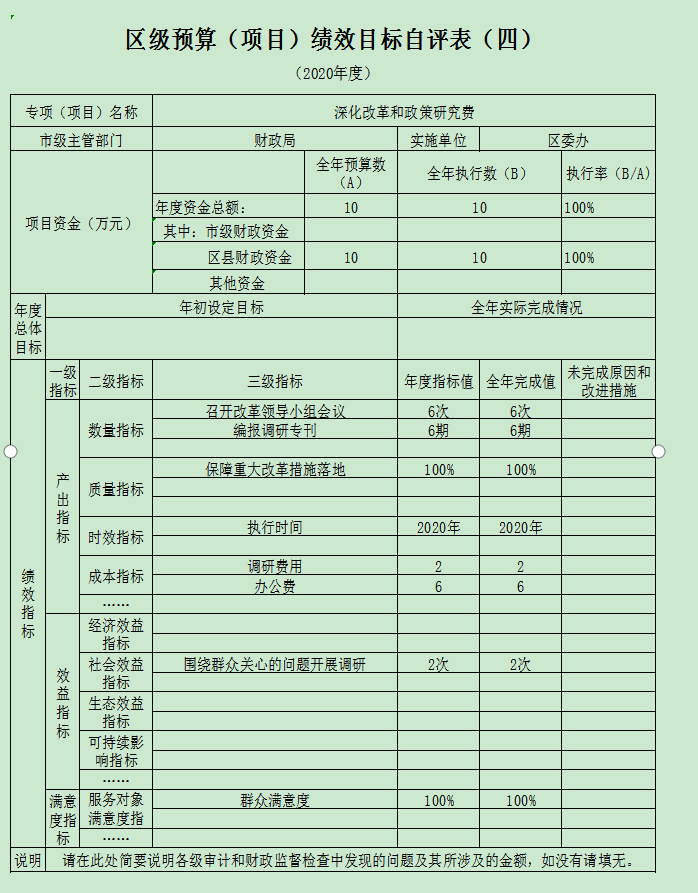 区级预算（项目）绩效目标自评表（四）
（2020年度）
专项（项目）名称 深化改革和政策研究费
市级主管部门 财政局 实施单位 区委办
项目资金（万元） 全年预算数（A） 全年执行数（B） 执行率（B/A）
年度资金总额： 10 10 100%
其中：市级财政资金
区县财政资金 10 10 100%
其他资金
年度总体目标 年初设定目标 全年实际完成情况
绩效指标 一级指标 二级指标 三级指标 年度指标值 全年完成值 未完成原因和改进措施
产出指标 数量指标 召开改革领导小组会议 6次 6次
编报调研专刊 6期 6期
质量指标 保障重大改革措施落地 100% 100%
时效指标 执行时间 2020年 2020年
成本指标 调研费用 2 2
办公费 6 6
……
效益指标 经济效益指标
社会效益指标 围绕群众关心的问题开展调研 2次 2次
生态效益指标
可持续影响指标
……
满意度指标 服务对象满意度指 群众满意度 100% 100%
……
说明 请在此处简要说明各级审计和财政监督检查中发现的问题及其所涉及的金额，如没有请填无。